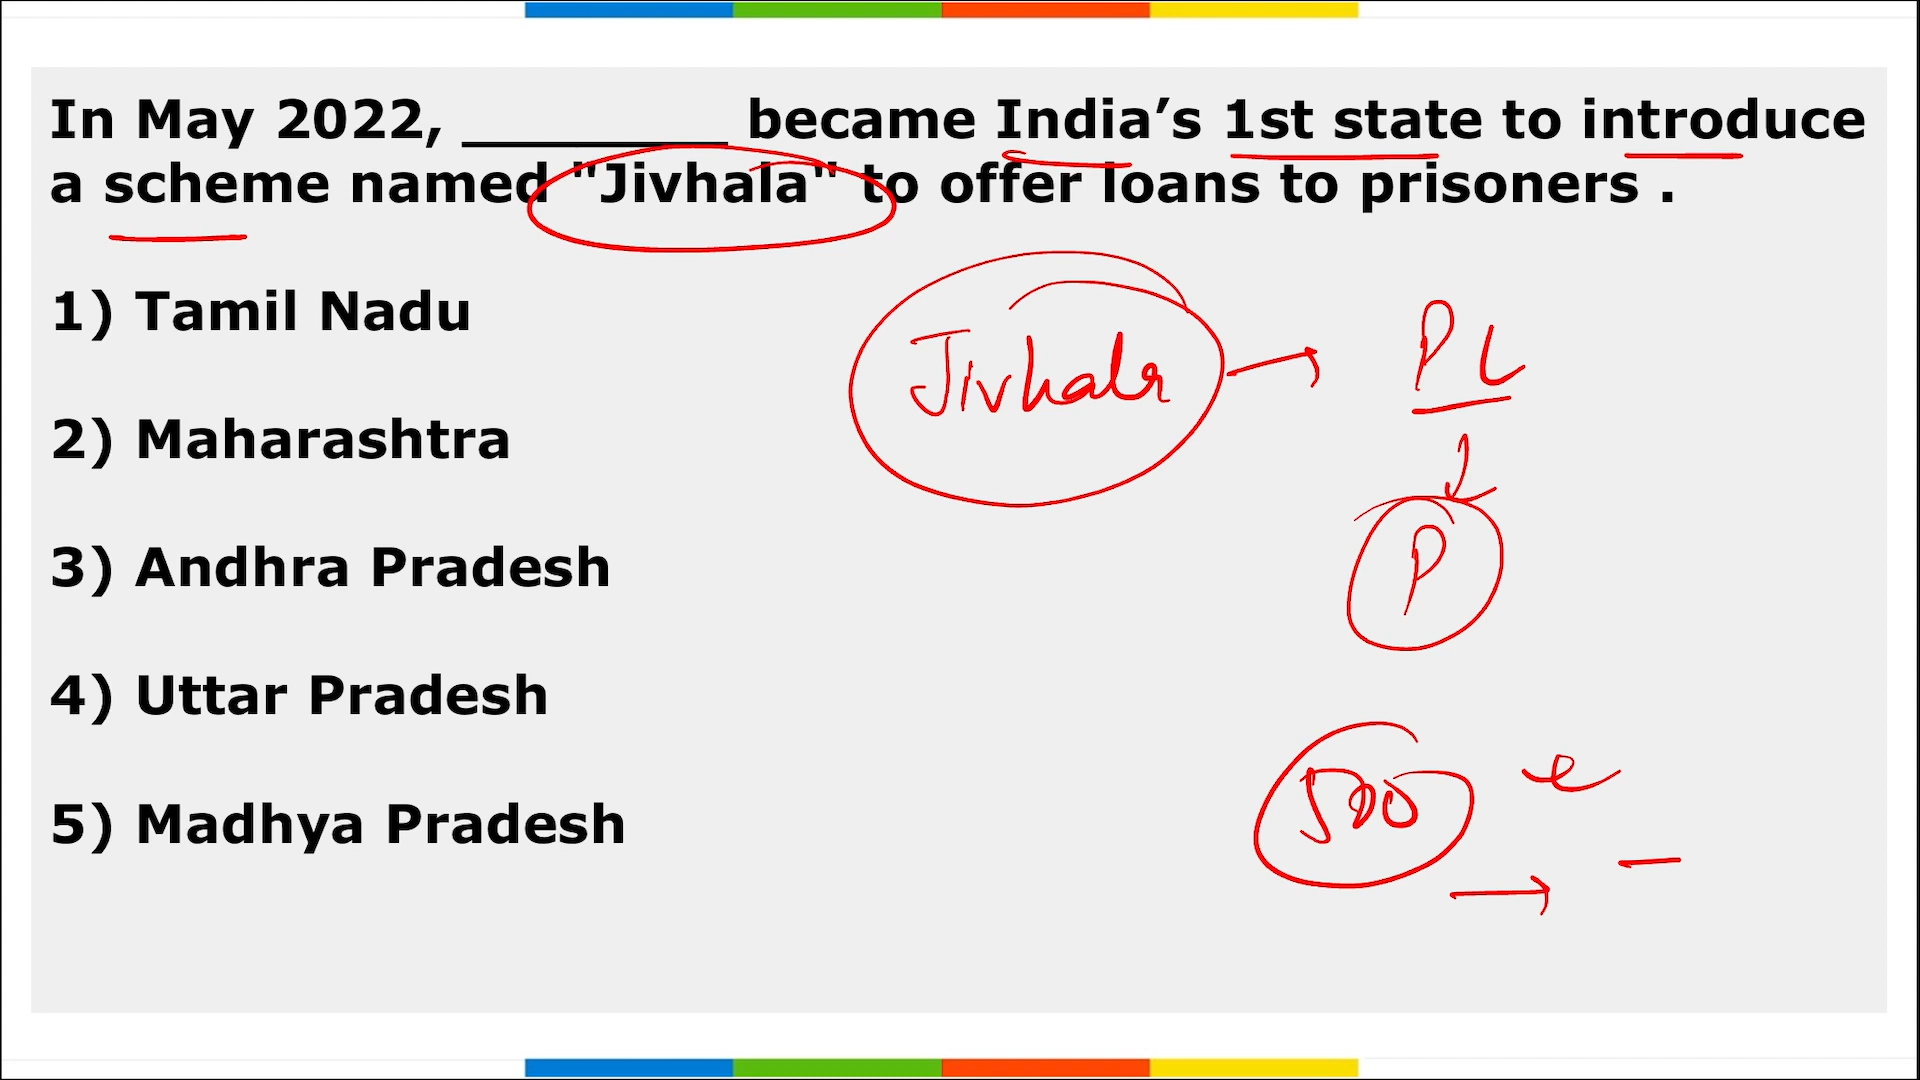 In May 2022, __________ became India’s 1st state to introduce
a scheme named "Jivhala" to offer loans to prisoners .
1) Tamil Nadu
2) Maharashtra
3) Andhra Pradesh
4) Uttar Pradesh
5) Madhya Pradesh
Jivhala → PL
P
500